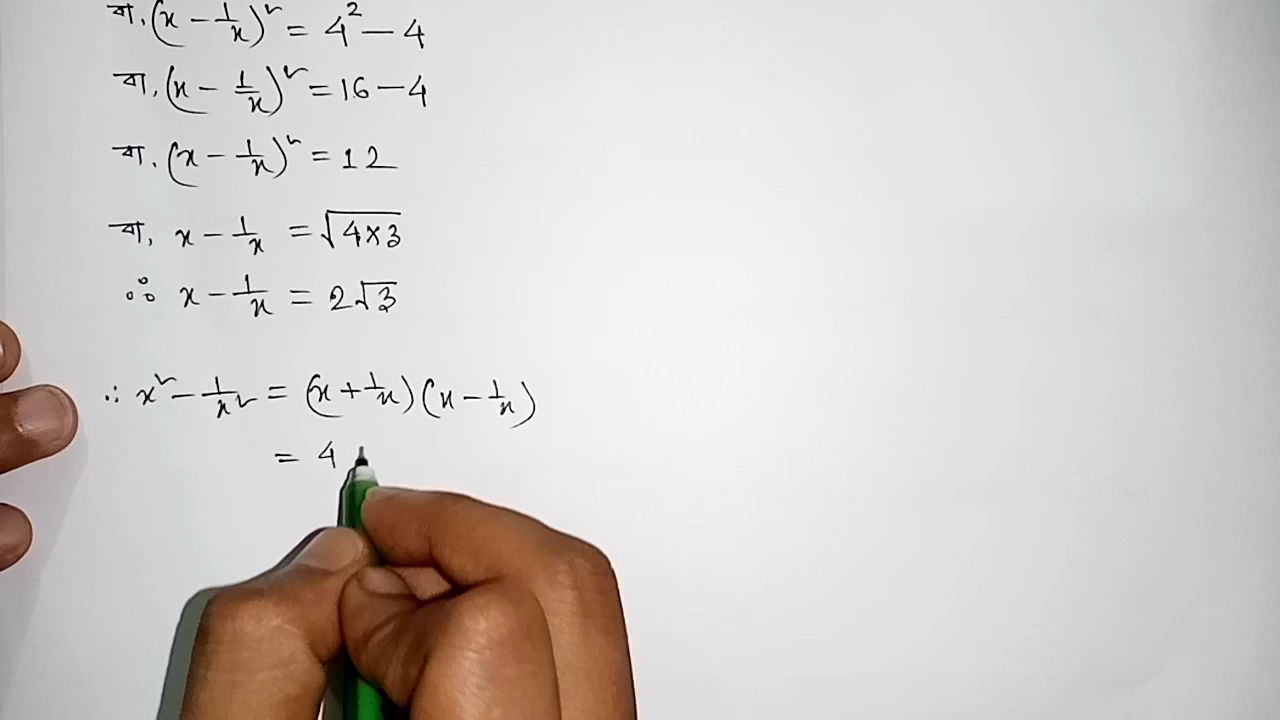 বা, (x - 1/x)² = 4² - 4
বা, (x - 1/x)² = 16 - 4
বা, (x - 1/x)² = 12
বা, x - 1/x = √(4×3)
∴ x - 1/x = 2√3
∴ x² - 1/x² = (x + 1/x)(x - 1/x)
= 4